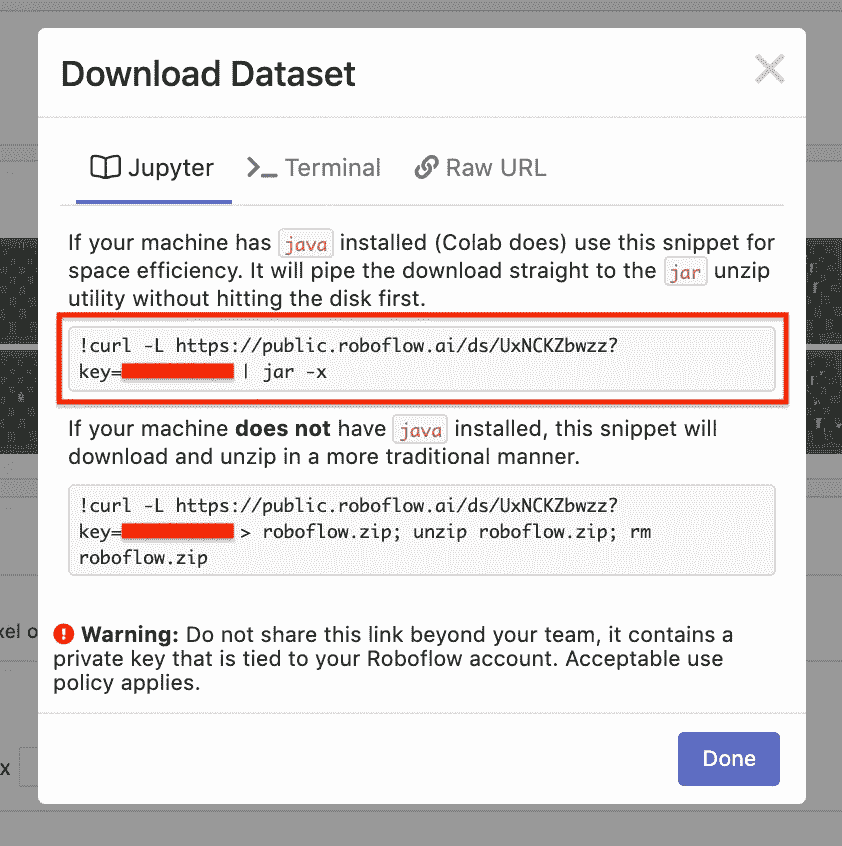 Download Dataset
Jupyter
Terminal
Raw URL
If your machine has java installed (Colab does) use this snippet for
space efficiency. It will pipe the download straight to the jar unzip
utility without hitting the disk first.
!curl -L https://public.roboflow.ai/ds/UxNCKZbwzz?
key= | jar -x
If your machine does not have java installed, this snippet will
download and unzip in a more traditional manner.
!curl -L https://public.roboflow.ai/ds/UxNCKZbwzz?
key= > roboflow.zip; unzip roboflow.zip; rm
roboflow.zip
Warning: Do not share this link beyond your team, it contains a
private key that is tied to your Roboflow account. Acceptable use
policy applies.
Done